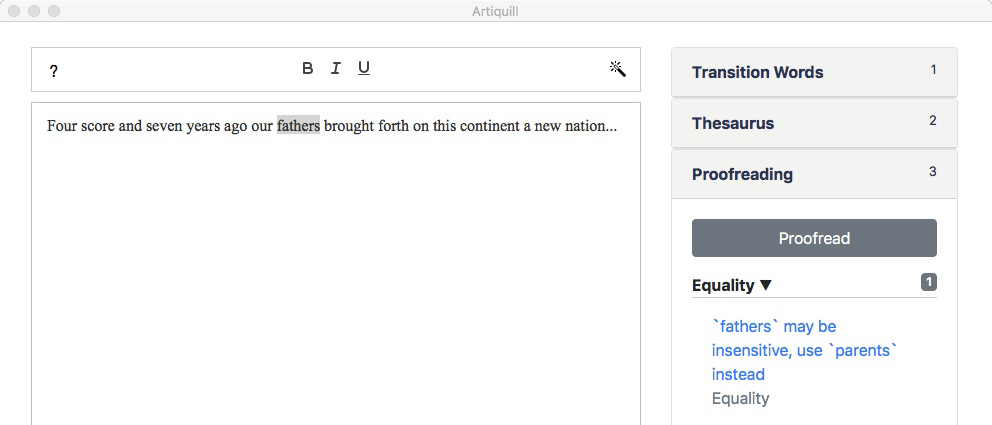 Artiquill
?
B I U
Transition Words 1
Four score and seven years ago our fathers brought forth on this continent a new nation...
Thesaurus 2
Proofreading 3
Proofread
Equality ▼ 1
`fathers` may be
insensitive, use `parents`
instead
Equality